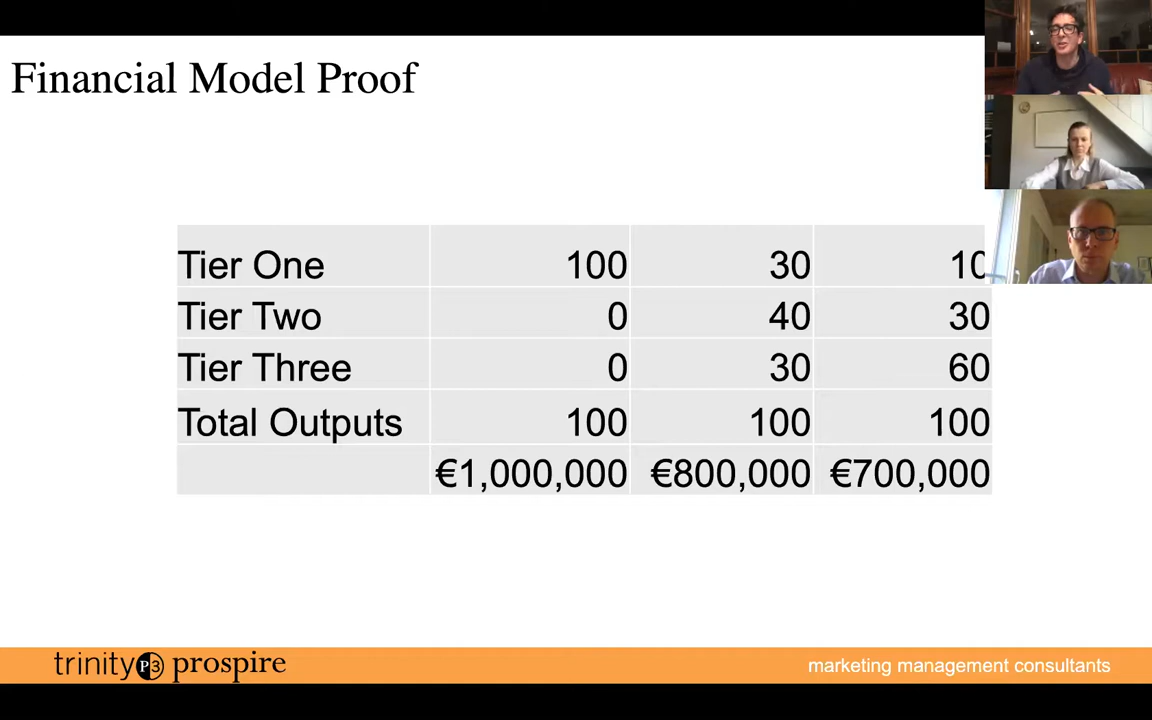 Financial Model Proof
Tier One 100 30 10
Tier Two 0 40 30
Tier Three 0 30 60
Total Outputs 100 100 100
€1,000,000 €800,000 €700,000
trinity P3 prospire marketing management consultants